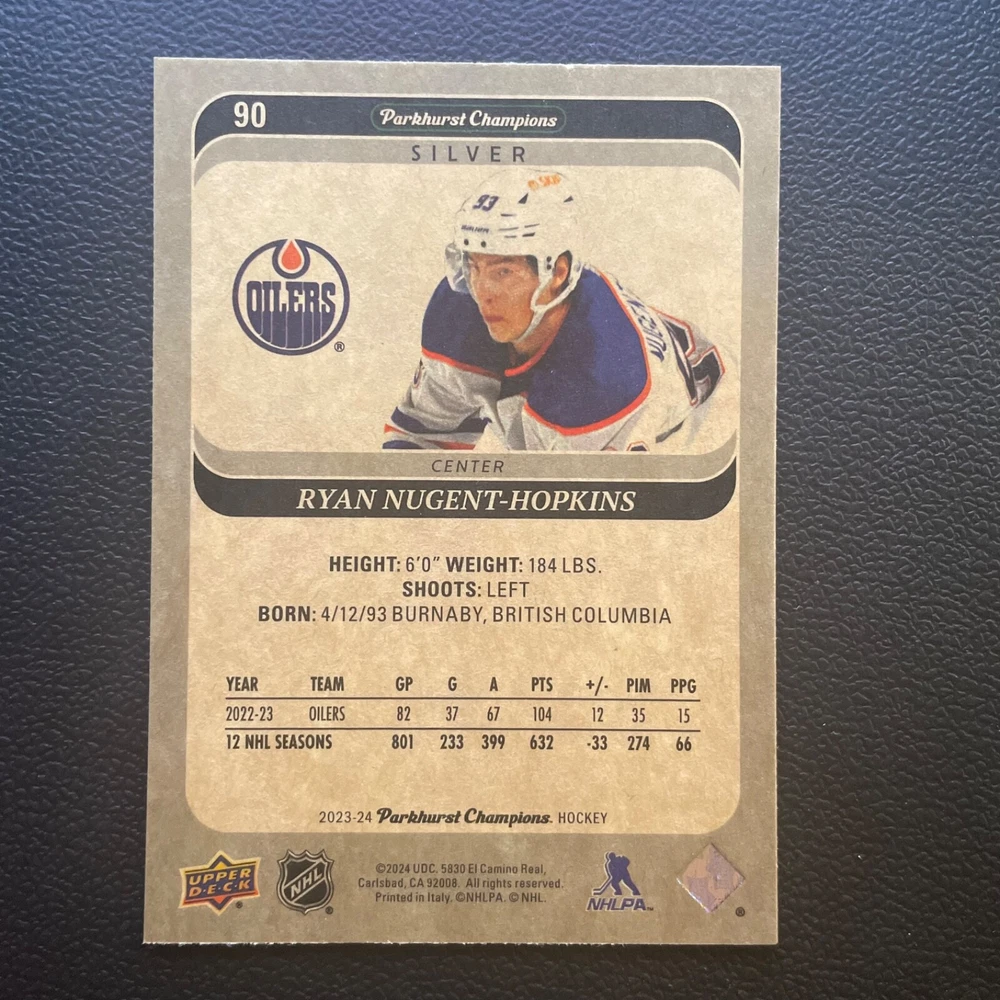 90
Parkhurst Champions
SILVER
93
OILERS
®
CENTER
RYAN NUGENT-HOPKINS
HEIGHT: 6'0" WEIGHT: 184 LBS.
SHOOTS: LEFT
BORN: 4/12/93 BURNABY, BRITISH COLUMBIA
YEAR TEAM GP G A PTS +/- PIM PPG
2022-23 OILERS 82 37 67 104 12 35 15
12 NHL SEASONS 801 233 399 632 -33 274 66
2023-24 Parkhurst Champions HOCKEY
UPPER
D·E·C·K
®
NHL
®
©2024 UDC. 5830 El Camino Real,
Carlsbad, CA 92008. All rights reserved.
Printed in Italy. ©NHLPA. © NHL.
NHLPA™
®